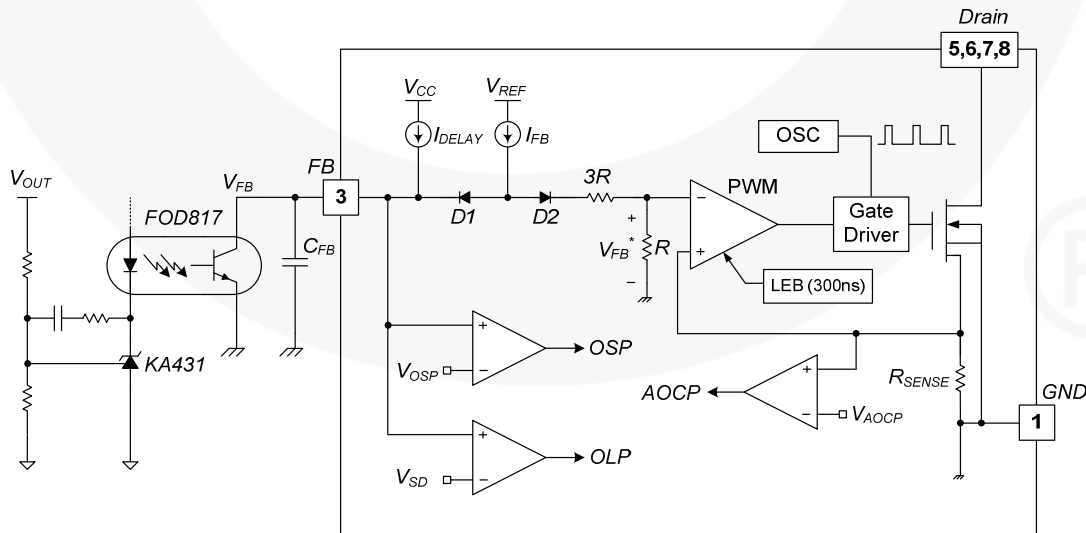 Drain
5,6,7,8
VCC
VREF
IDELAY
IFB
OSC
FB
3
VOUT
VFB
3R
PWM
D1
D2
FOD817
CFB
VFB*
R
+
−
−
+
Gate
Driver
LEB (300ns)
KA431
+
VOSP
−
OSP
RSENSE
GND
1
AOCP
+
−
VAOCP
+
VSD
−
OLP